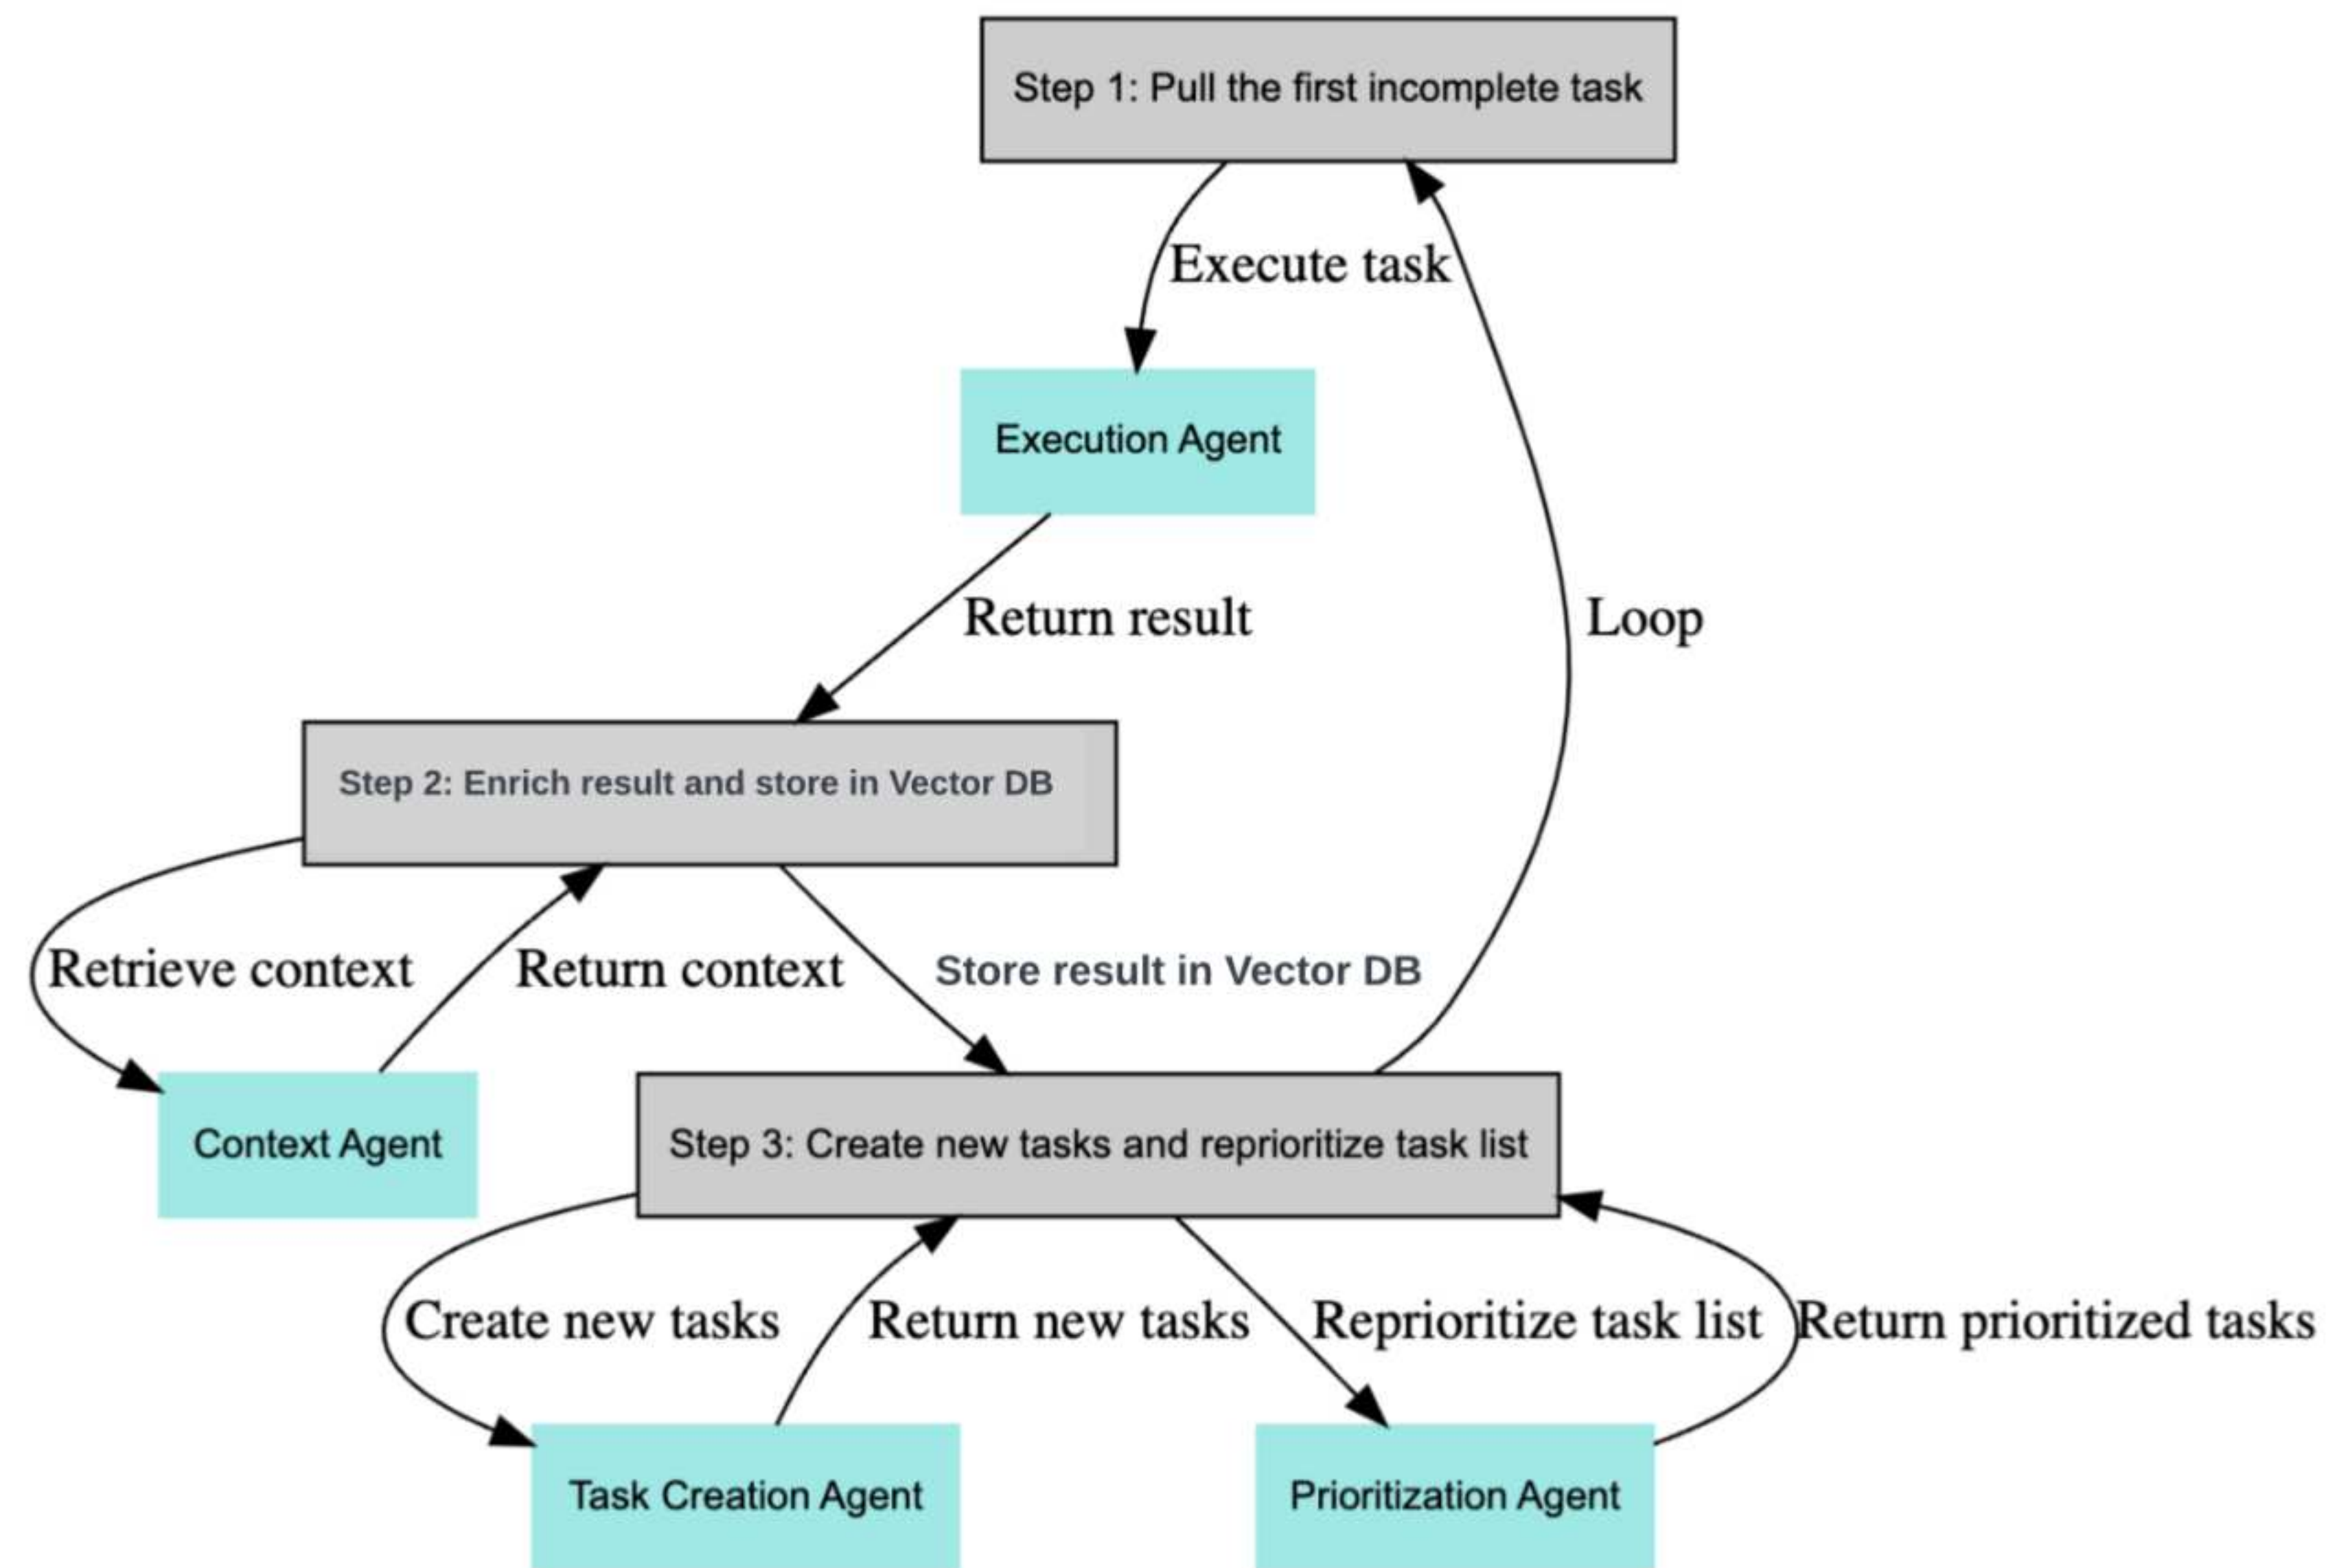 Step 1: Pull the first incomplete task
Execute task
Execution Agent
Return result
Loop
Step 2: Enrich result and store in Vector DB
Retrieve context
Return context
Store result in Vector DB
Context Agent
Step 3: Create new tasks and reprioritize task list
Create new tasks
Return new tasks
Reprioritize task list
Return prioritized tasks
Task Creation Agent
Prioritization Agent